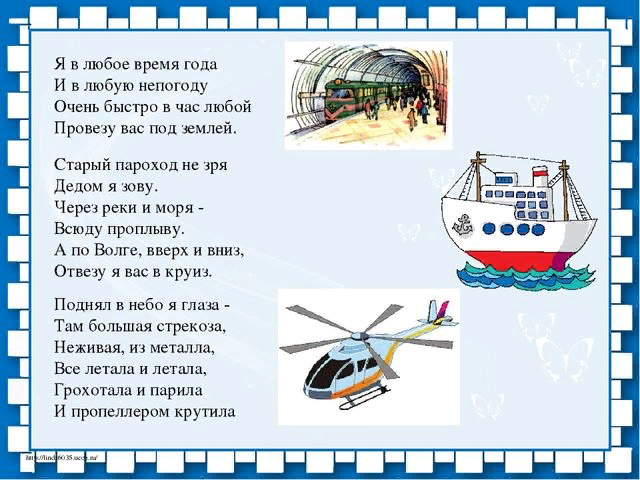 Я в любое время года
И в любую непогоду
Очень быстро в час любой
Провезу вас под землей.
Старый пароход не зря
Дедом я зову.
Через реки и моря -
Всюду проплыву.
А по Волге, вверх и вниз,
Отвезу я вас в круиз.
Поднял в небо я глаза -
Там большая стрекоза,
Неживая, из металла,
Все летала и летала,
Грохотала и парила
И пропеллером крутила